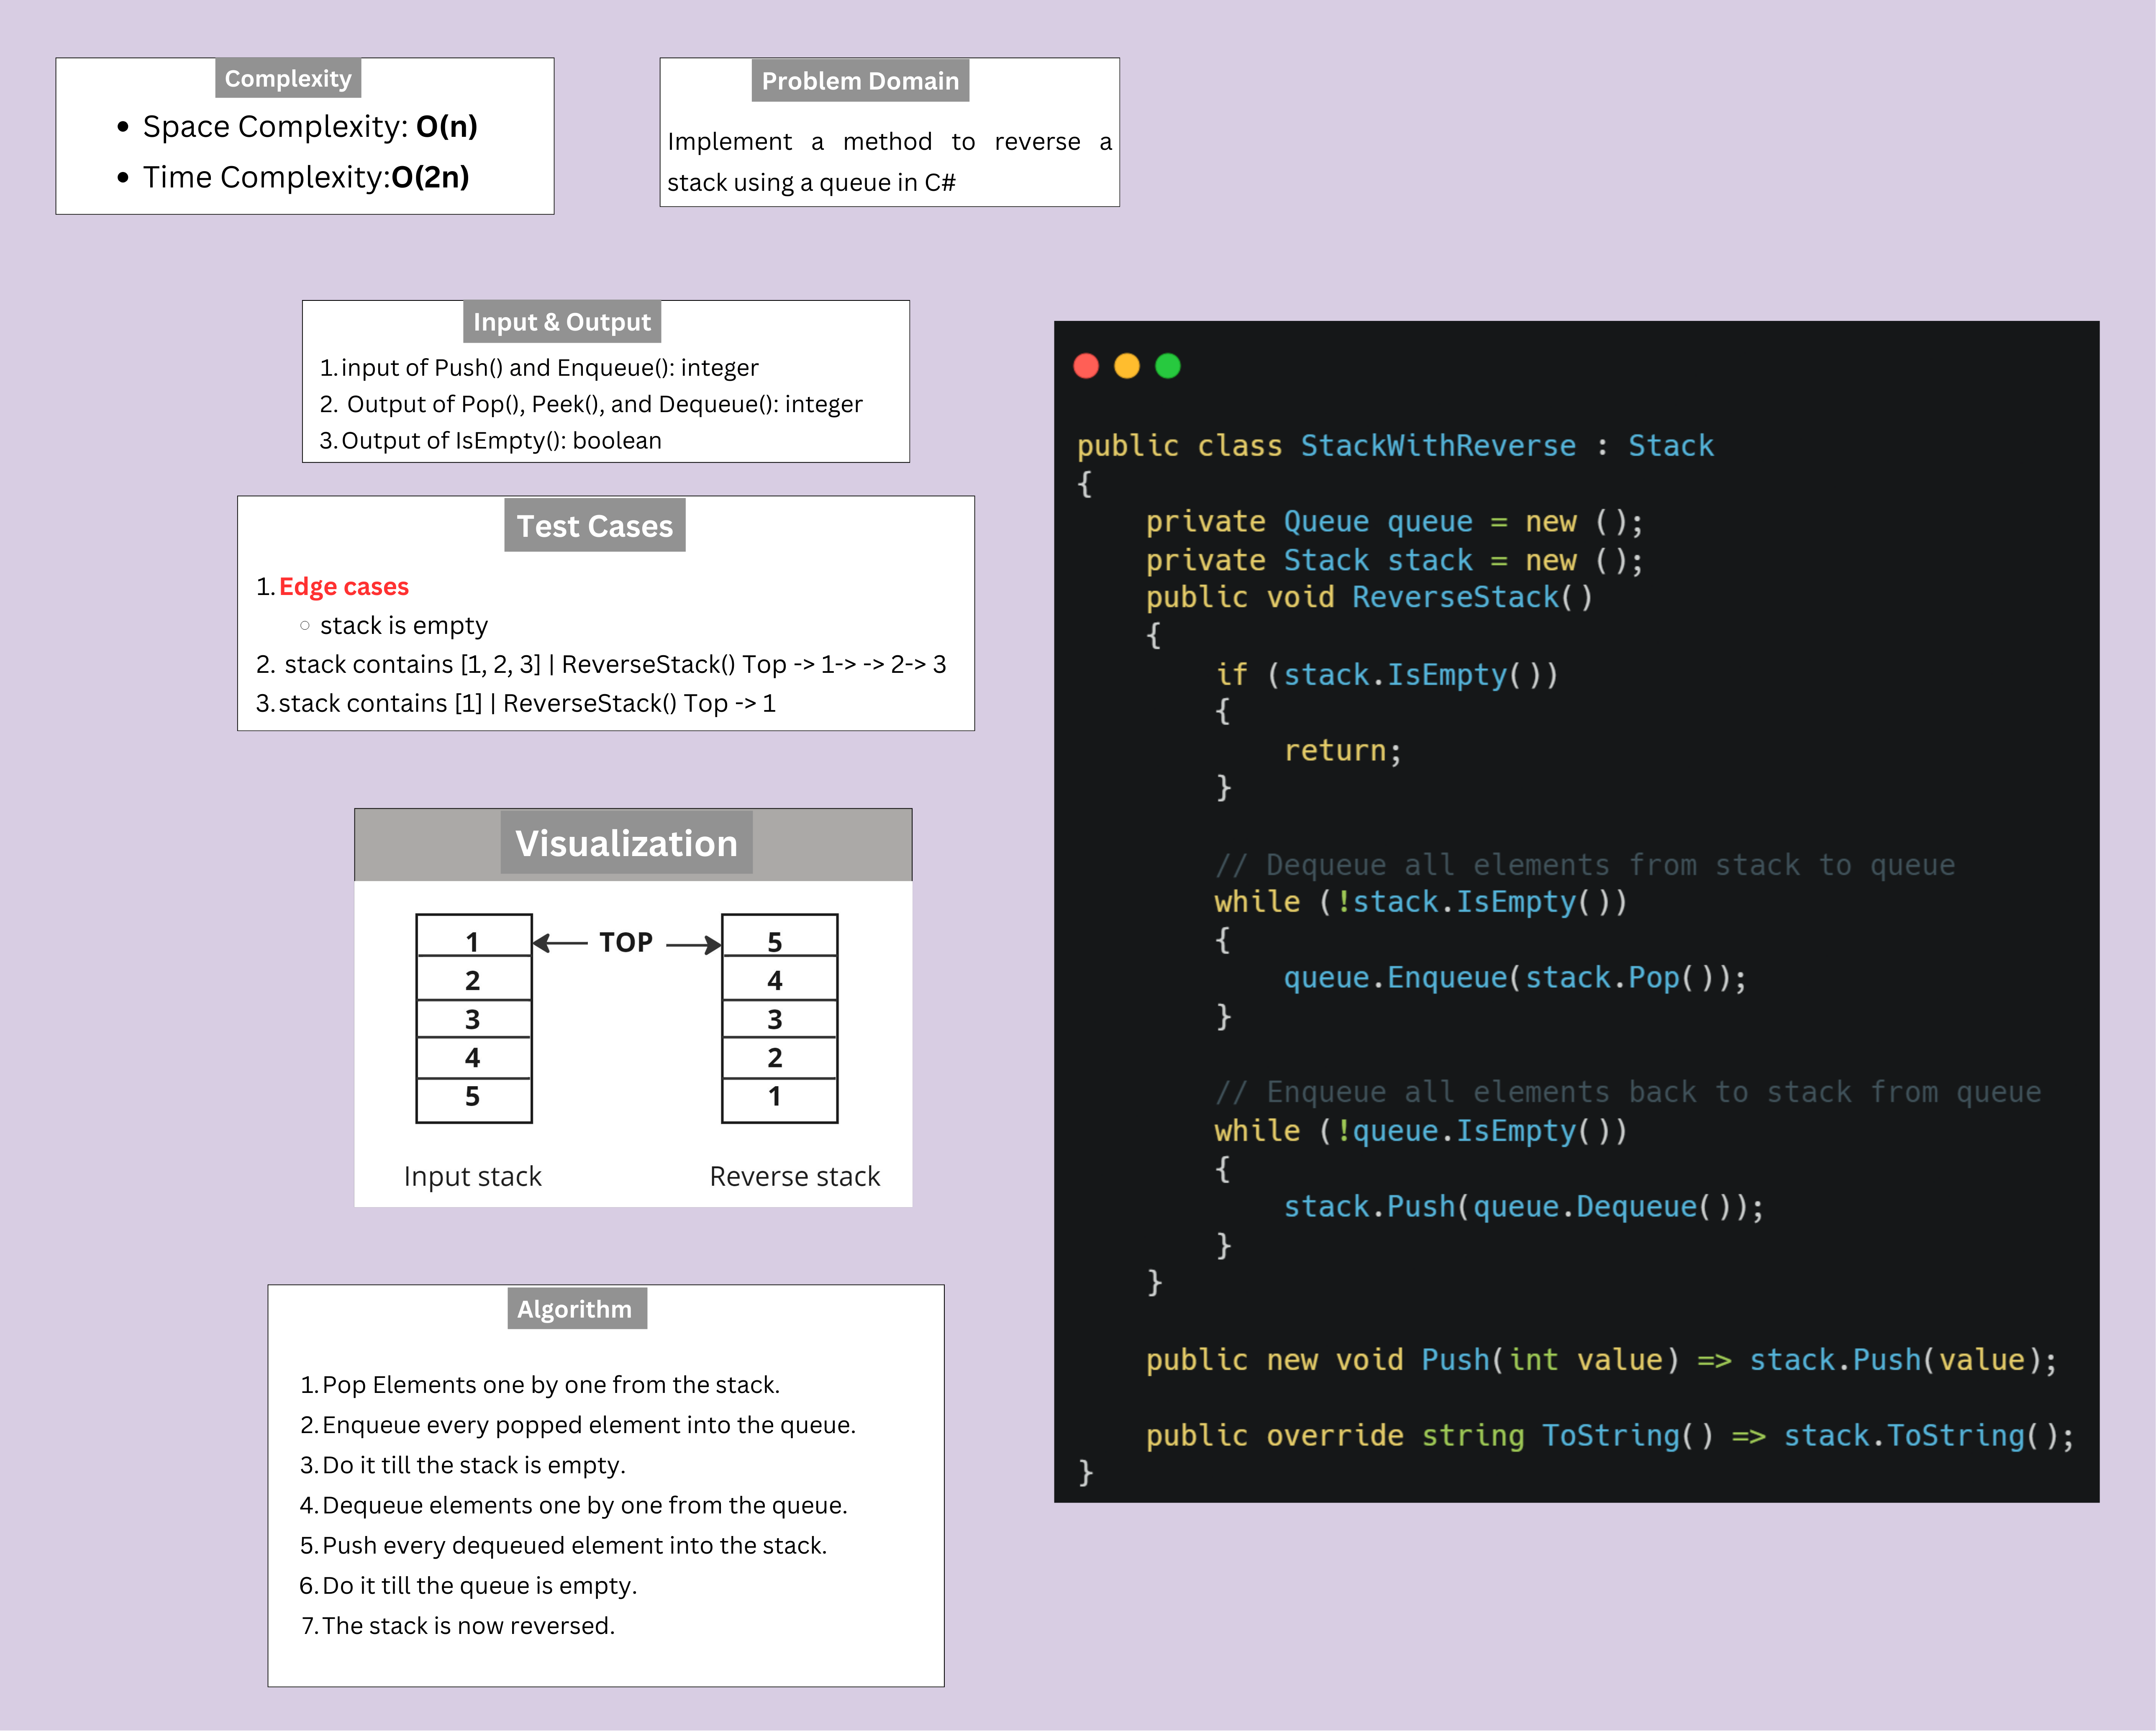 Complexity
• Space Complexity: O(n)
• Time Complexity:O(2n)
Problem Domain
Implement a method to reverse a
stack using a queue in C#
Input & Output
1. input of Push() and Enqueue(): integer
2. Output of Pop(), Peek(), and Dequeue(): integer
3. Output of IsEmpty(): boolean
Test Cases
1. Edge cases
○ stack is empty
2. stack contains [1, 2, 3] | ReverseStack() Top -> 1-> -> 2-> 3
3. stack contains [1] | ReverseStack() Top -> 1
Visualization
1 TOP 5
2 4
3 3
4 2
5 1
Input stack Reverse stack
Algorithm
1. Pop Elements one by one from the stack.
2. Enqueue every popped element into the queue.
3. Do it till the stack is empty.
4. Dequeue elements one by one from the queue.
5. Push every dequeued element into the stack.
6. Do it till the queue is empty.
7. The stack is now reversed.
public class StackWithReverse : Stack
{
private Queue queue = new ();
private Stack stack = new ();
public void ReverseStack()
{
if (stack.IsEmpty())
{
return;
}
// Dequeue all elements from stack to queue
while (!stack.IsEmpty())
{
queue.Enqueue(stack.Pop());
}
// Enqueue all elements back to stack from queue
while (!queue.IsEmpty())
{
stack.Push(queue.Dequeue());
}
}
public new void Push(int value) => stack.Push(value);
public override string ToString() => stack.ToString();
}